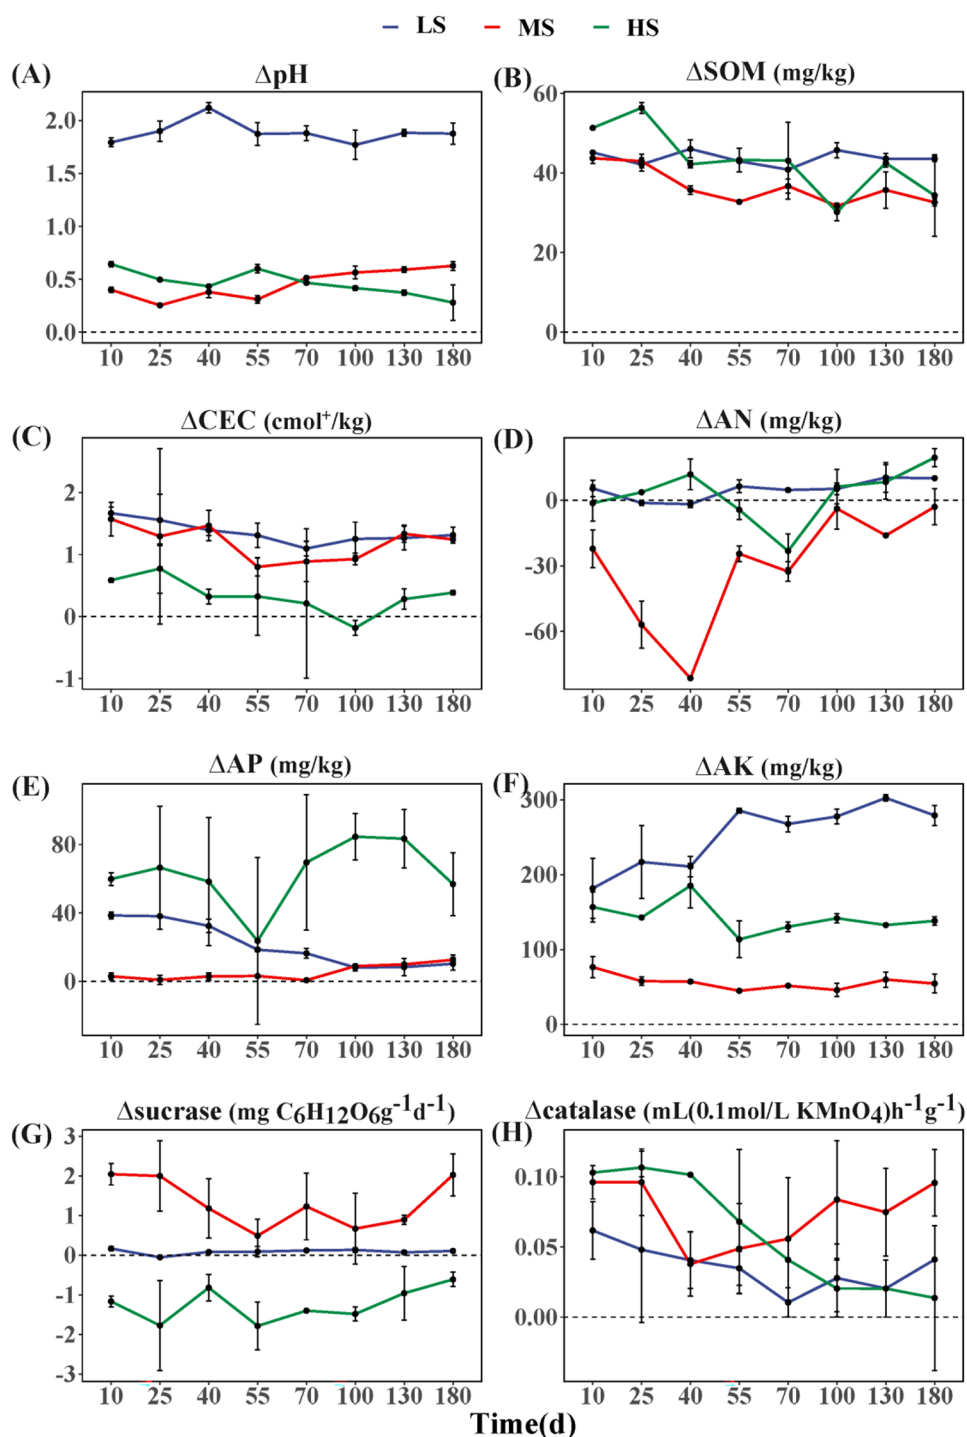 LS MS HS
(A) ΔpH
2.0
1.5
1.0
0.5
0.0
10 25 40 55 70 100 130 180
(B) ΔSOM (mg/kg)
60
40
20
0
10 25 40 55 70 100 130 180
(C) ΔCEC (cmol⁺/kg)
2
1
0
-1
10 25 40 55 70 100 130 180
(D) ΔAN (mg/kg)
0
-30
-60
10 25 40 55 70 100 130 180
(E) ΔAP (mg/kg)
80
40
0
10 25 40 55 70 100 130 180
(F) ΔAK (mg/kg)
300
200
100
0
10 25 40 55 70 100 130 180
(G) Δsucrase (mg C₆H₁₂O₆g⁻¹d⁻¹)
3
2
1
0
-1
-2
-3
10 25 40 55 70 100 130 180
(H) Δcatalase (mL(0.1mol/L KMnO₄)h⁻¹g⁻¹
0.10
0.05
0.00
10 25 40 55 70 100 130 180
Time(d)